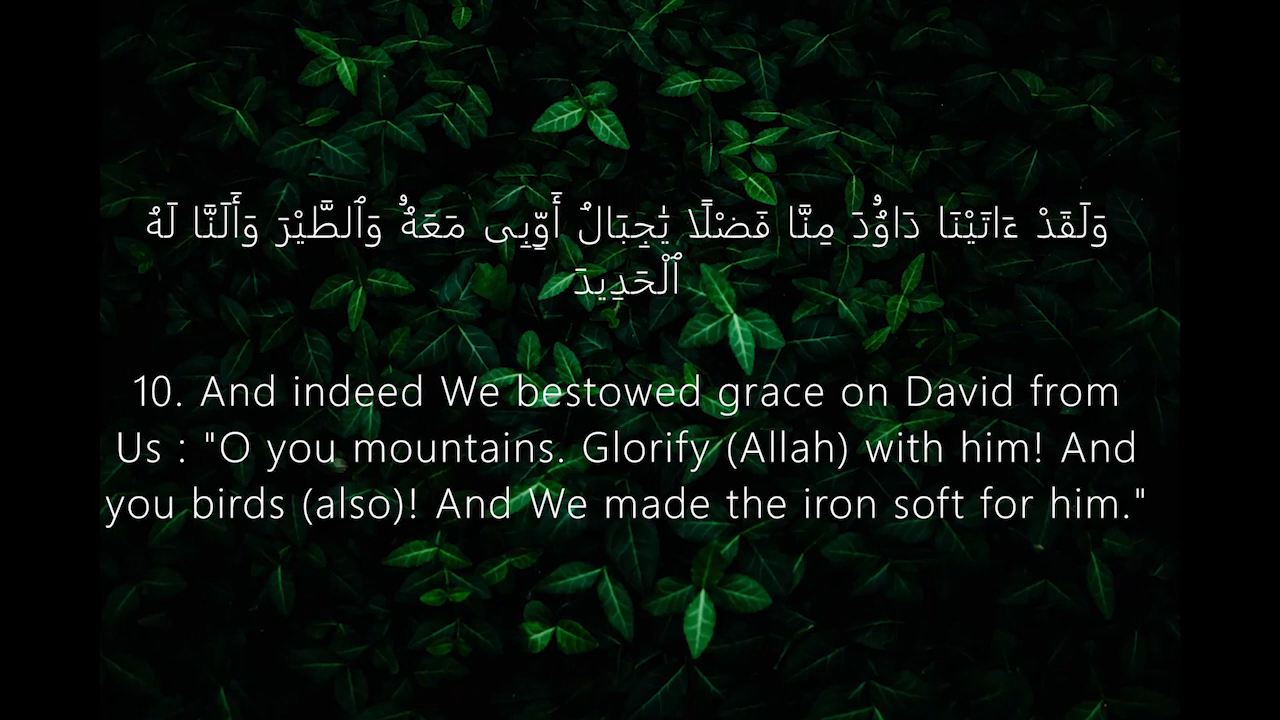 وَلَقَدْ ءَاتَيْنَا دَاوُۥدَ مِنَّا فَضْلًا يَٰجِبَالُ أَوِّبِى مَعَهُۥ وَٱلطَّيْرَ وَأَلَنَّا لَهُ
ٱلْحَدِيدَ
10. And indeed We bestowed grace on David from
Us : "O you mountains. Glorify (Allah) with him! And
you birds (also)! And We made the iron soft for him."